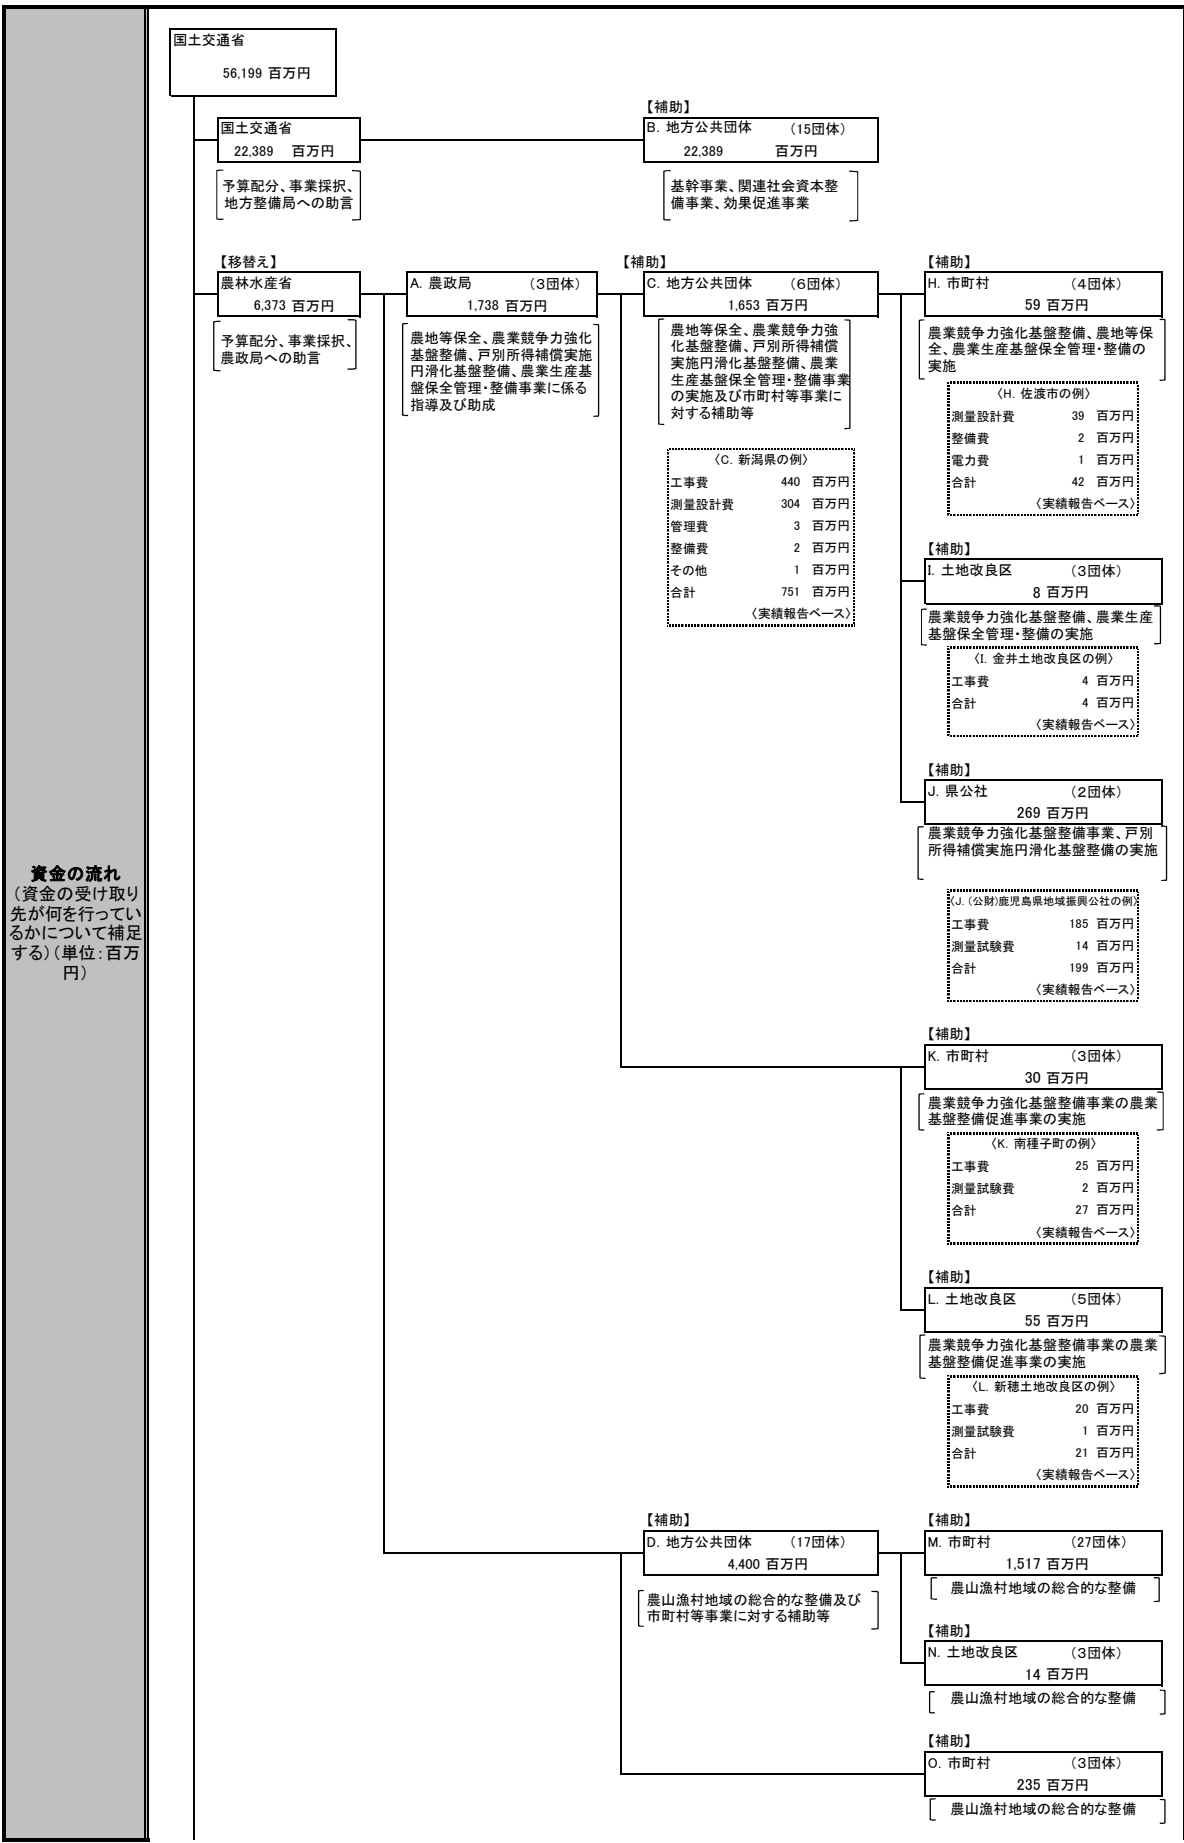 資金の流れ
（資金の受け取り
先が何を行ってい
るかについて補足
する）（単位：百万
円）
国土交通省
56,199 百万円
国土交通省
22,389 百万円
予算配分、事業採択、
地方整備局への助言
【補助】
B. 地方公共団体 （15団体）
22,389 百万円
基幹事業、関連社会資本整
備事業、効果促進事業
【移替え】
農林水産省
6,373 百万円
予算配分、事業採択、
農政局への助言
A. 農政局 （3団体）
1,738 百万円
農地等保全、農業競争力強化
基盤整備、戸別所得補償実施
円滑化基盤整備、農業生産基
盤保全管理・整備事業に係る
指導及び助成
【補助】
C. 地方公共団体 （6団体）
1,653 百万円
農地等保全、農業競争力強
化基盤整備、戸別所得補償
実施円滑化基盤整備、農業
生産基盤保全管理・整備事業
の実施及び市町村等事業に
対する補助等
〈C. 新潟県の例〉
工事費 440 百万円
測量設計費 304 百万円
管理費 3 百万円
整備費 2 百万円
その他 1 百万円
合計 751 百万円
〈実績報告ベース〉
【補助】
H. 市町村 （4団体）
59 百万円
農業競争力強化基盤整備、農地等保
全、農業生産基盤保全管理・整備の
実施
〈H. 佐渡市の例〉
測量設計費 39 百万円
整備費 2 百万円
電力費 1 百万円
合計 42 百万円
〈実績報告ベース〉
【補助】
I. 土地改良区 （3団体）
8 百万円
農業競争力強化基盤整備、農業生産
基盤保全管理・整備の実施
〈I. 金井土地改良区の例〉
工事費 4 百万円
合計 4 百万円
〈実績報告ベース〉
【補助】
J. 県公社 （2団体）
269 百万円
農業競争力強化基盤整備事業、戸別
所得補償実施円滑化基盤整備の実施
〈J. （公財）鹿児島県地域振興公社の例〉
工事費 185 百万円
測量試験費 14 百万円
合計 199 百万円
〈実績報告ベース〉
【補助】
K. 市町村 （3団体）
30 百万円
農業競争力強化基盤整備事業の農業
基盤整備促進事業の実施
〈K. 南種子町の例〉
工事費 25 百万円
測量試験費 2 百万円
合計 27 百万円
〈実績報告ベース〉
【補助】
L. 土地改良区 （5団体）
55 百万円
農業競争力強化基盤整備事業の農業
基盤整備促進事業の実施
〈L. 新穂土地改良区の例〉
工事費 20 百万円
測量試験費 1 百万円
合計 21 百万円
〈実績報告ベース〉
【補助】
D. 地方公共団体 （17団体）
4,400 百万円
農山漁村地域の総合的な整備及び
市町村等事業に対する補助等
【補助】
M. 市町村 （27団体）
1,517 百万円
農山漁村地域の総合的な整備
【補助】
N. 土地改良区 （3団体）
14 百万円
農山漁村地域の総合的な整備
【補助】
O. 市町村 （3団体）
235 百万円
農山漁村地域の総合的な整備